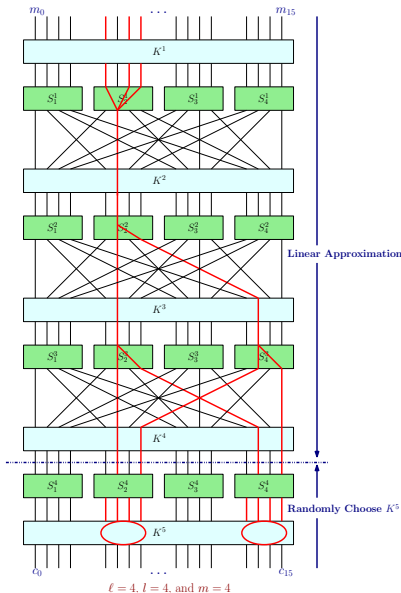 m₀ ... m₁₅
K¹
S₁¹ S₂¹ S₃¹ S₄¹
K²
S₁² S₂² S₃² S₄²
Linear Approximation
K³
S₁³ S₂³ S₃³ S₄³
K⁴
S₁⁴ S₂⁴ S₃⁴ S₄⁴
Randomly Choose K⁵
K⁵
c₀ ... c₁₅
ℓ = 4, l = 4, and m = 4